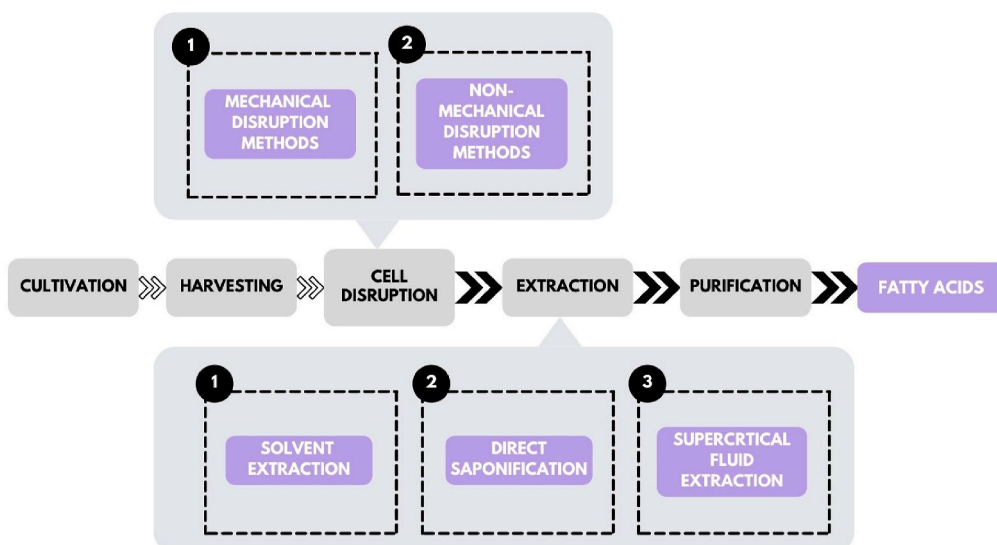 1
MECHANICAL
DISRUPTION
METHODS
2
NON-
MECHANICAL
DISRUPTION
METHODS
CULTIVATION
HARVESTING
CELL
DISRUPTION
EXTRACTION
PURIFICATION
FATTY ACIDS
1
SOLVENT
EXTRACTION
2
DIRECT
SAPONIFICATION
3
SUPERCRTICAL
FLUID
EXTRACTION